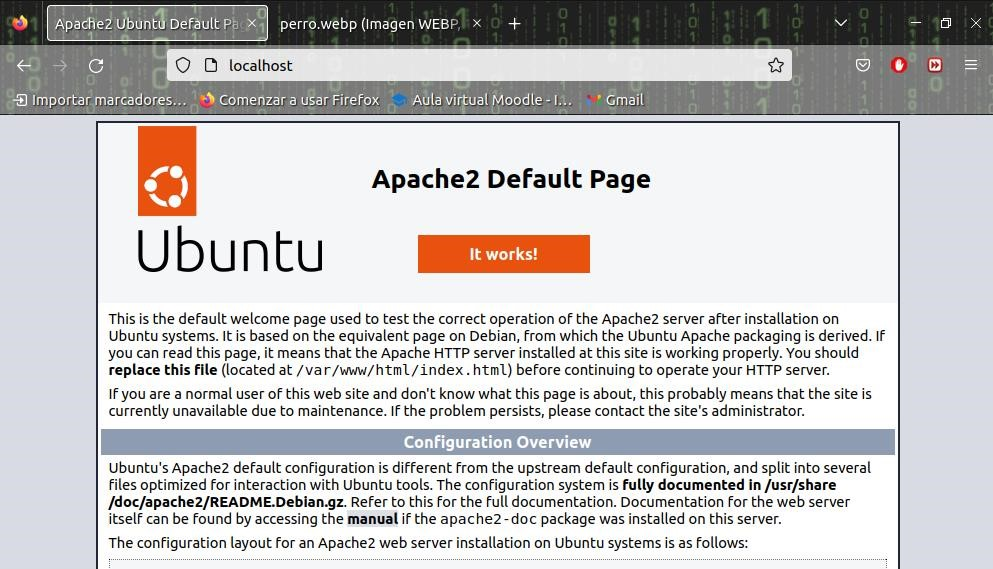 Apache2 Ubuntu Default Pa
perro.webp (Imagen WEBP,
localhost
Importar marcadores...
Comenzar a usar Firefox
Aula virtual Moodle - I...
Gmail
Apache2 Default Page
Ubuntu
It works!
This is the default welcome page used to test the correct operation of the Apache2 server after installation on
Ubuntu systems. It is based on the equivalent page on Debian, from which the Ubuntu Apache packaging is derived. If
you can read this page, it means that the Apache HTTP server installed at this site is working properly. You should
replace this file (located at /var/www/html/index.html) before continuing to operate your HTTP server.
If you are a normal user of this web site and don't know what this page is about, this probably means that the site is
currently unavailable due to maintenance. If the problem persists, please contact the site's administrator.
Configuration Overview
Ubuntu's Apache2 default configuration is different from the upstream default configuration, and split into several
files optimized for interaction with Ubuntu tools. The configuration system is fully documented in /usr/share
/doc/apache2/README.Debian.gz. Refer to this for the full documentation. Documentation for the web server
itself can be found by accessing the manual if the apache2-doc package was installed on this server.
The configuration layout for an Apache2 web server installation on Ubuntu systems is as follows: